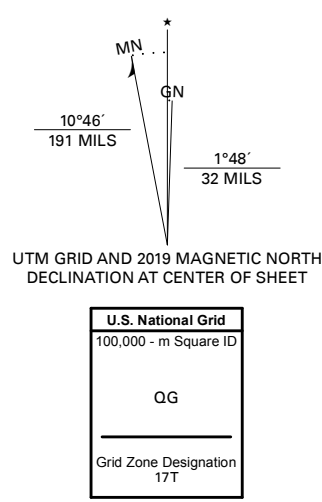 MN
GN
10°46´
191 MILS
1°48´
32 MILS
UTM GRID AND 2019 MAGNETIC NORTH
DECLINATION AT CENTER OF SHEET
U.S. National Grid
100,000 - m Square ID
QG
Grid Zone Designation
17T